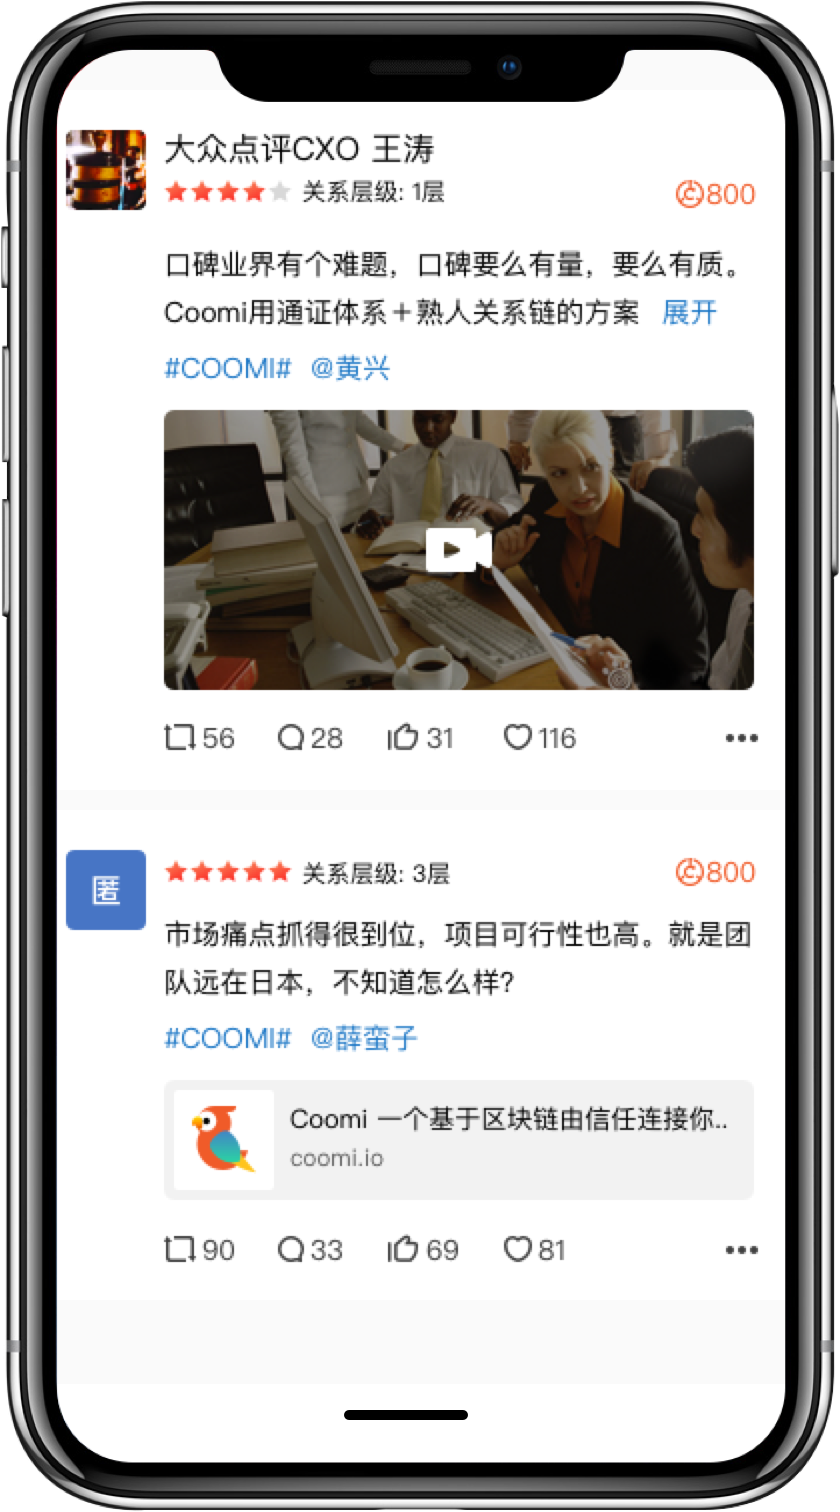 大众点评CXO 王涛
关系层级: 1层
800
口碑业界有个难题，口碑要么有量，要么有质。
Coomi用通证体系＋熟人关系链的方案 展开
#COOMI# @黄兴
56 28 31 116
匿
关系层级: 3层
800
市场痛点抓得很到位，项目可行性也高。就是团
队远在日本，不知道怎么样?
#COOMI# @薛蛮子
Coomi 一个基于区块链由信任连接你..
coomi.io
90 33 69 81